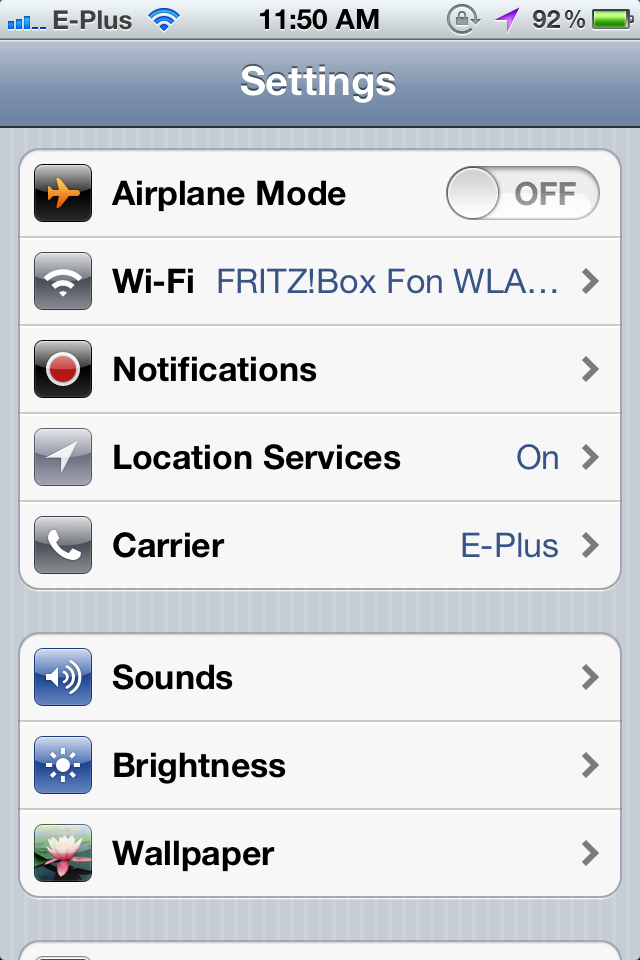 E-Plus 11:50 AM 92%
Settings
Airplane Mode OFF
Wi-Fi FRITZ!Box Fon WLA...
Notifications
Location Services On
Carrier E-Plus
Sounds
Brightness
Wallpaper